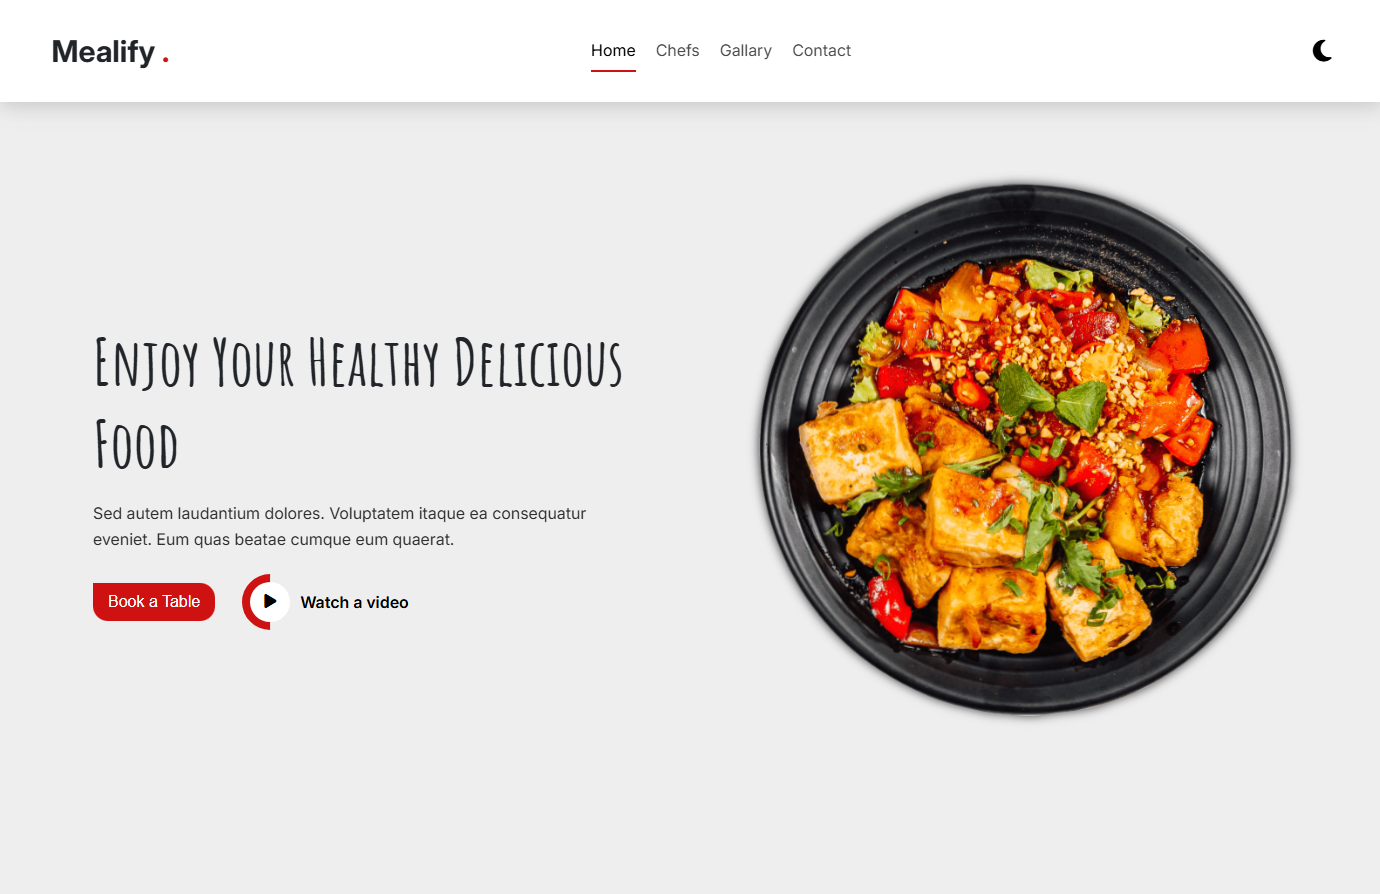 Mealify .
Home Chefs Gallary Contact
Enjoy Your Healthy Delicious
Food
Sed autem laudantium dolores. Voluptatem itaque ea consequatur
eveniet. Eum quas beatae cumque eum quaerat.
Book a Table
Watch a video